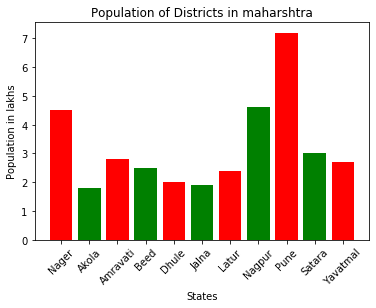 Population of Districts in maharshtra
Population in lakhs
7
6
5
4
3
2
1
0
Nager
Akola
Amravati
Beed
Dhule
Jalna
Latur
Nagpur
Pune
Satara
Yavatmal
States